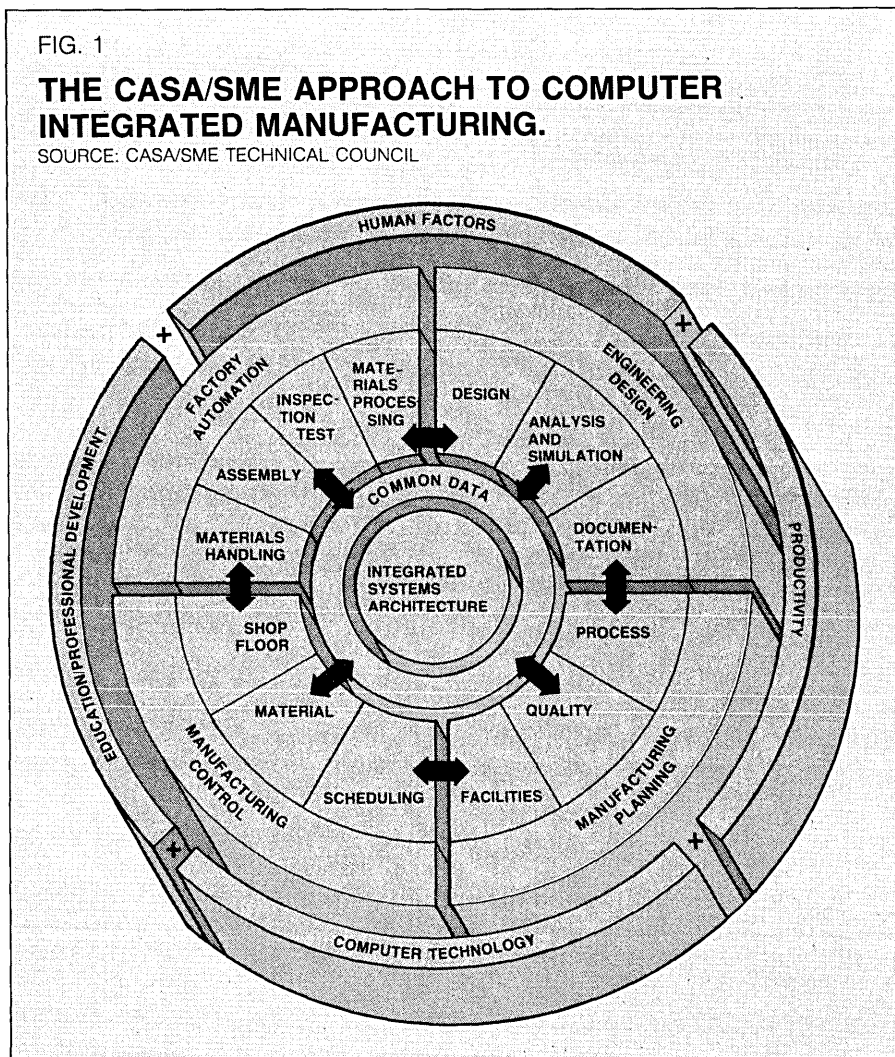 FIG. 1
THE CASA/SME APPROACH TO COMPUTER
INTEGRATED MANUFACTURING.
SOURCE: CASA/SME TECHNICAL COUNCIL
HUMAN FACTORS
+
+
FACTORY
AUTOMATION
ENGINEERING
DESIGN
MATE-
RIALS
PROCES-
SING
INSPEC-
TION
TEST
DESIGN
ANALYSIS
AND
SIMULATION
ASSEMBLY
COMMON DATA
MATERIALS
HANDLING
DOCUMEN-
TATION
EDUCATION/PROFESSIONAL DEVELOPMENT
PRODUCTIVITY
INTEGRATED
SYSTEMS
ARCHITECTURE
SHOP
FLOOR
PROCESS
MATERIAL
QUALITY
MANUFACTURING
CONTROL
SCHEDULING
FACILITIES
MANUFACTURING
PLANNING
+
+
COMPUTER TECHNOLOGY